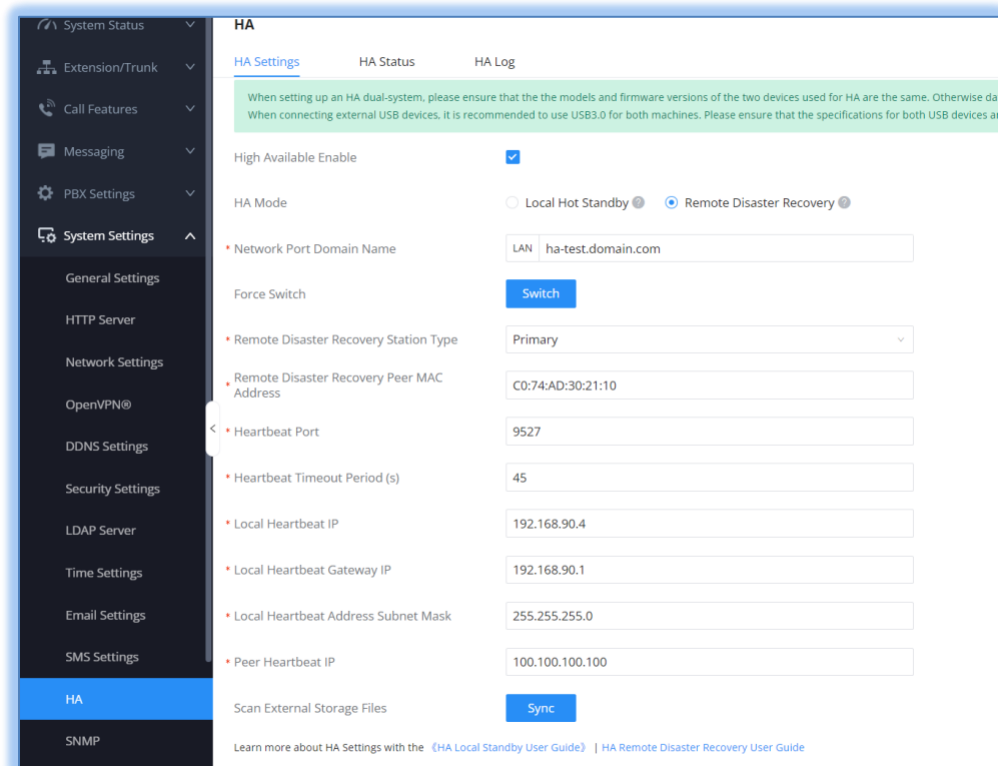 System Status
Extension/Trunk
Call Features
Messaging
PBX Settings
System Settings
General Settings
HTTP Server
Network Settings
OpenVPN®
DDNS Settings
Security Settings
LDAP Server
Time Settings
Email Settings
SMS Settings
HA
SNMP
HA
HA Settings HA Status HA Log
When setting up an HA dual-system, please ensure that the the models and firmware versions of the two devices used for HA are the same. Otherwise da
When connecting external USB devices, it is recommended to use USB3.0 for both machines. Please ensure that the specifications for both USB devices ar
High Available Enable
HA Mode Local Hot Standby ? Remote Disaster Recovery ?
* Network Port Domain Name LAN ha-test.domain.com
Force Switch Switch
* Remote Disaster Recovery Station Type Primary
* Remote Disaster Recovery Peer MAC
Address C0:74:AD:30:21:10
* Heartbeat Port 9527
* Heartbeat Timeout Period (s) 45
* Local Heartbeat IP 192.168.90.4
* Local Heartbeat Gateway IP 192.168.90.1
* Local Heartbeat Address Subnet Mask 255.255.255.0
* Peer Heartbeat IP 100.100.100.100
Scan External Storage Files Sync
Learn more about HA Settings with the 《HA Local Standby User Guide》 | HA Remote Disaster Recovery User Guide